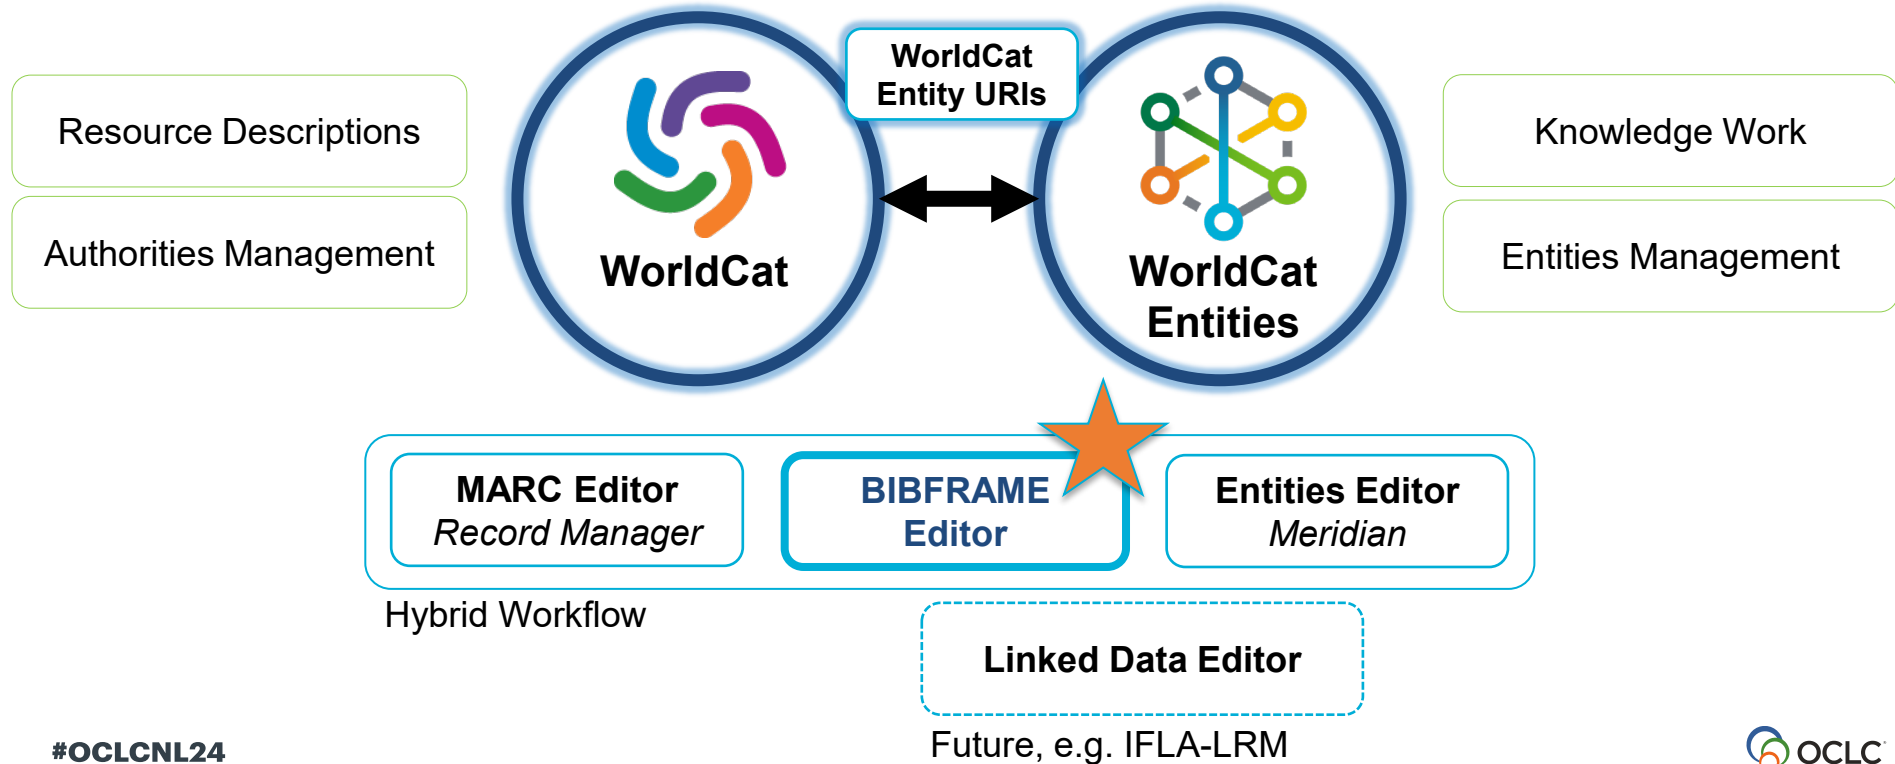 WorldCat
Entity URIs
Resource Descriptions
Authorities Management
WorldCat
WorldCat
Entities
Knowledge Work
Entities Management
MARC Editor
Record Manager
BIBFRAME
Editor
Entities Editor
Meridian
Hybrid Workflow
Linked Data Editor
Future, e.g. IFLA-LRM
#OCLCNL24
OCLC